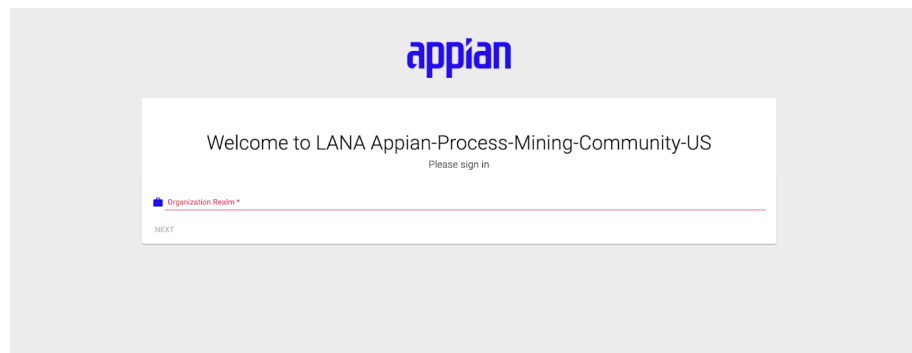 appian
Welcome to LANA Appian-Process-Mining-Community-US
Please sign in
Organization Realm *
NEXT